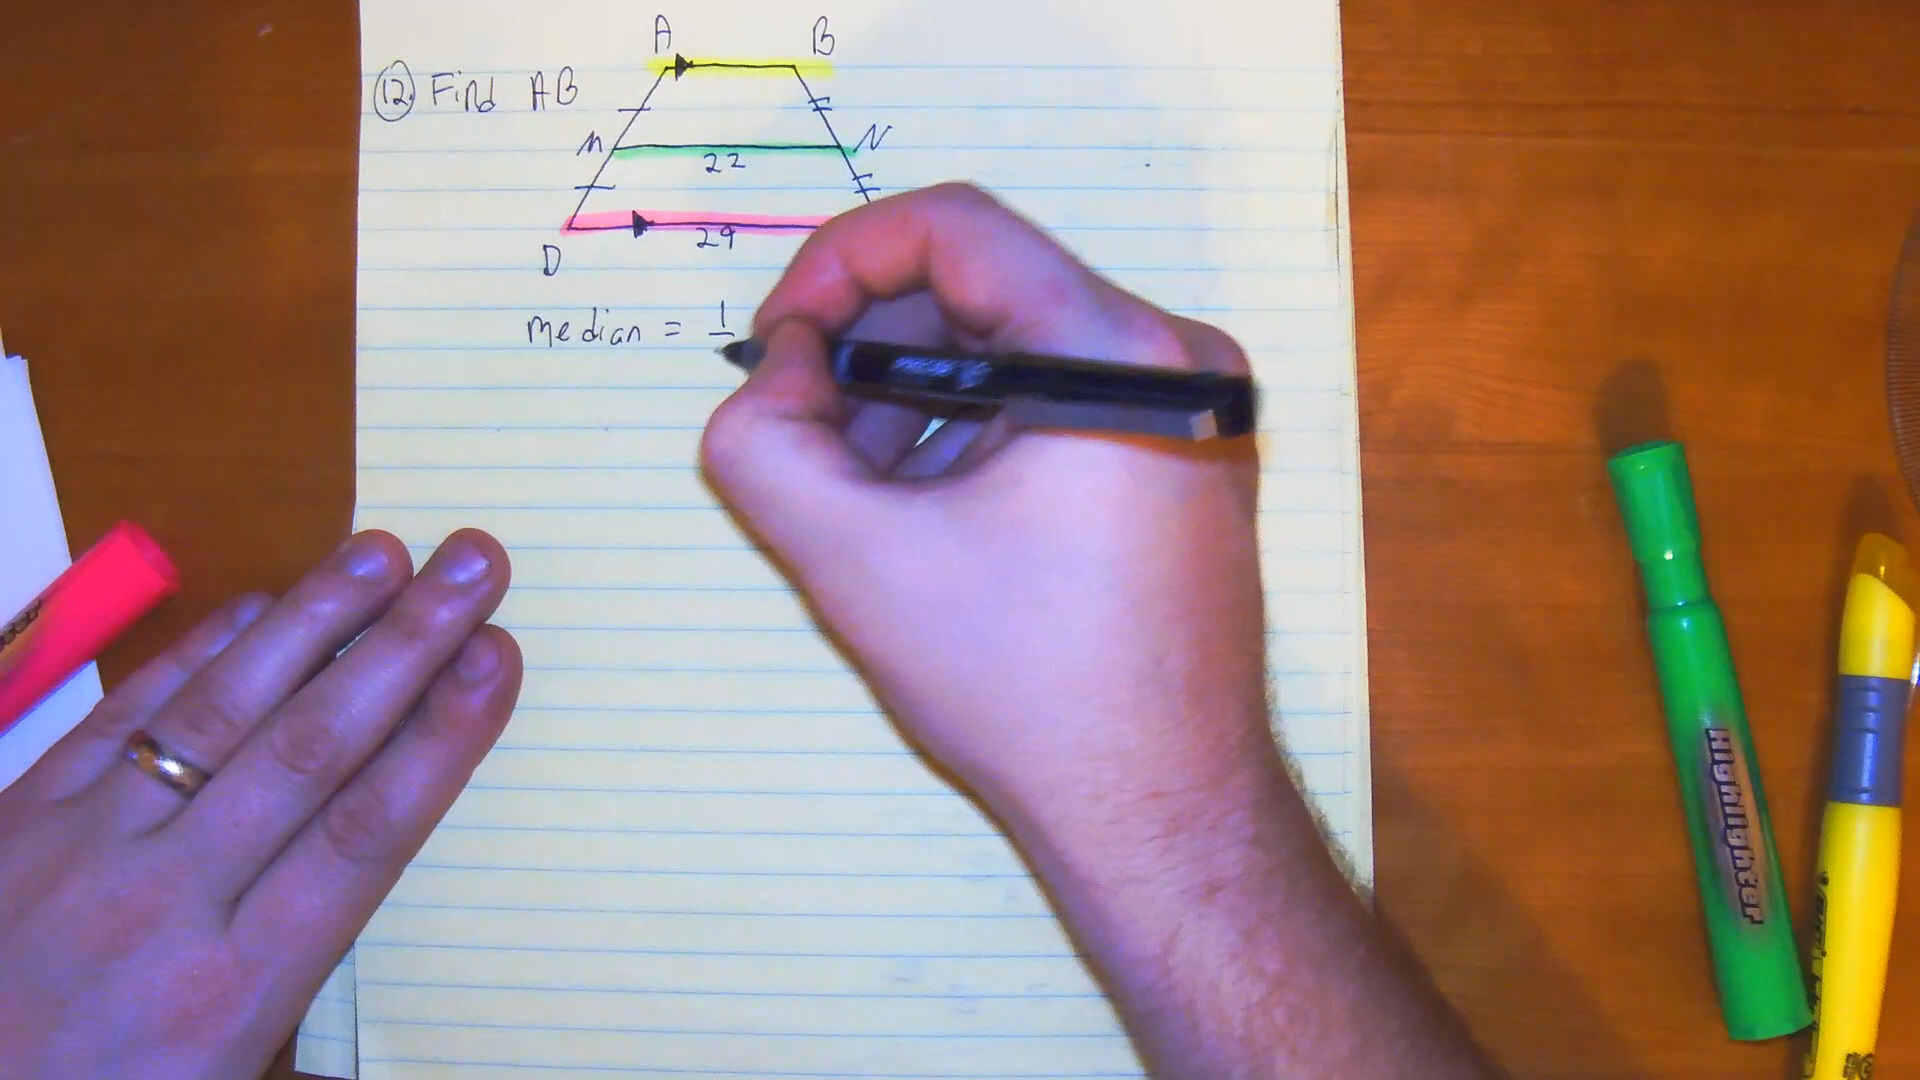 A B
12. Find AB
M N
22
29
D
median = 1
Highlighter